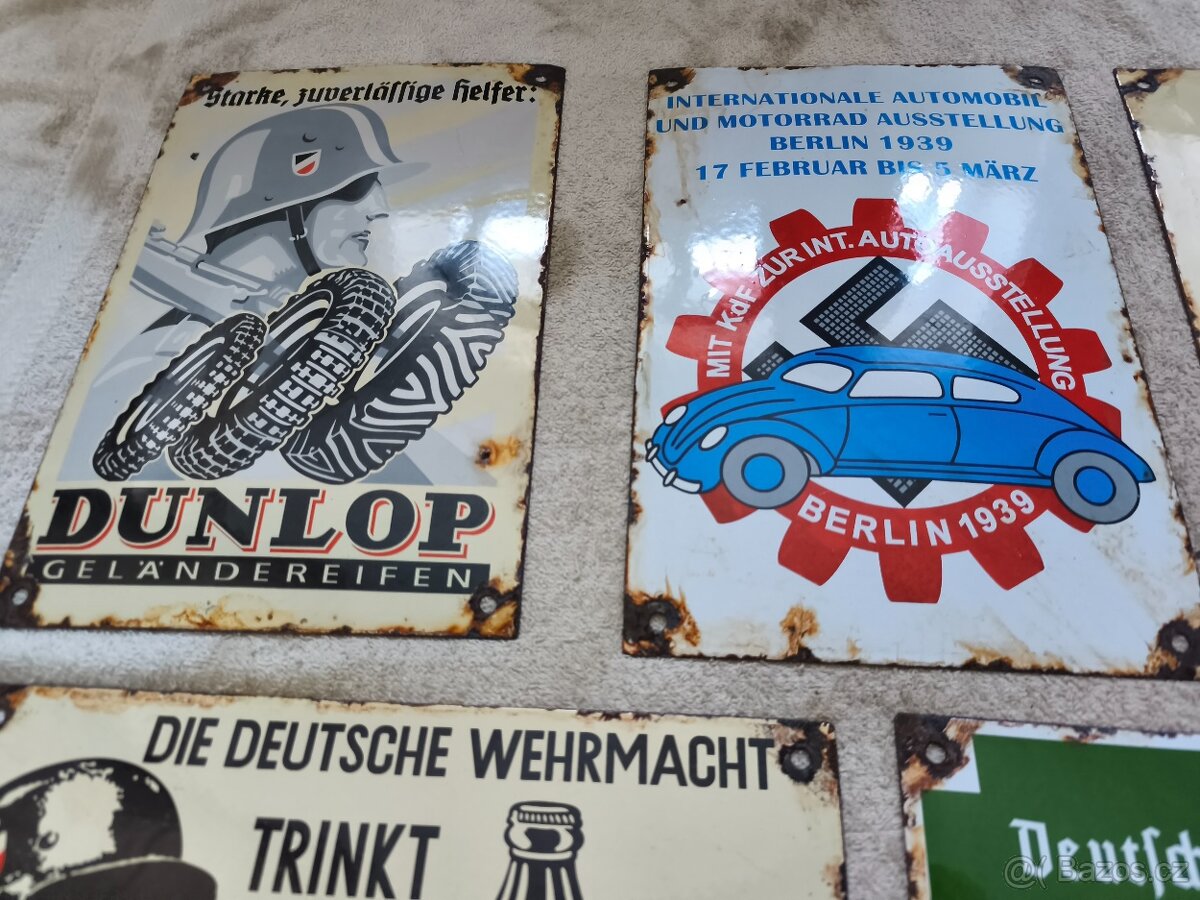 Starke, zuverlässige Helfer:
DUNLOP
GELÄNDEREIFEN
INTERNATIONALE AUTOMOBIL
UND MOTORRAD AUSSTELLUNG
BERLIN 1939
17 FEBRUAR BIS 5 MÄRZ
MIT KdF ZUR INT. AUTOAUSSTELLUNG
BERLIN 1939
DIE DEUTSCHE WEHRMACHT
TRINKT
Deutsch
Bazos.cz